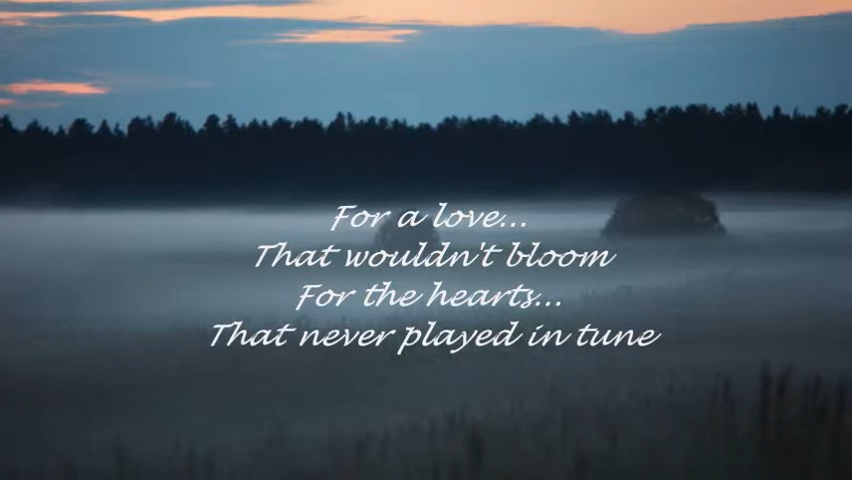 For a love...
That wouldn't bloom
For the hearts...
That never played in tune